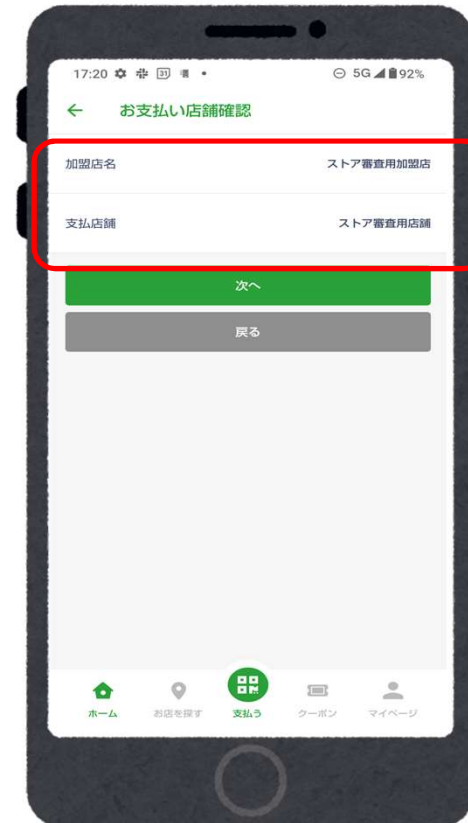 17:20 31 5G 92%
← お支払い店舗確認
加盟店名 ストア審査用加盟店
支払店舗 ストア審査用店舗
次へ
戻る
ホーム お店を探す 支払う クーポン マイページ